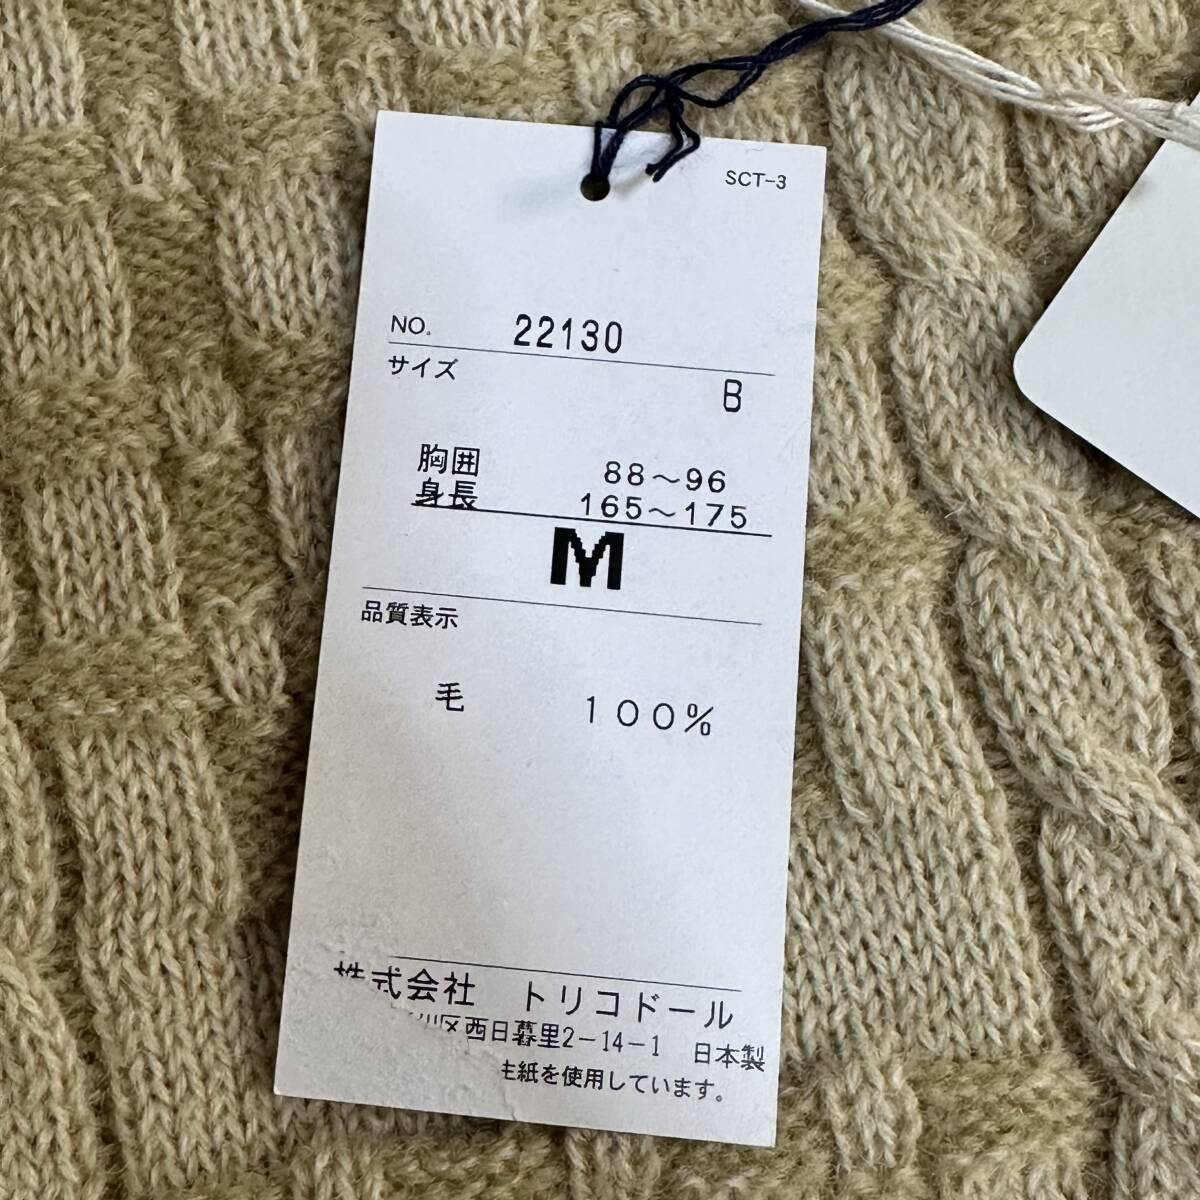 SCT-3
NO. 22130
サイズ
B
胸囲 88～96
身長 165～175
M
品質表示
毛 100%
式会社 トリコドール
区西日暮里2-14-1 日本製
紙を使用しています。